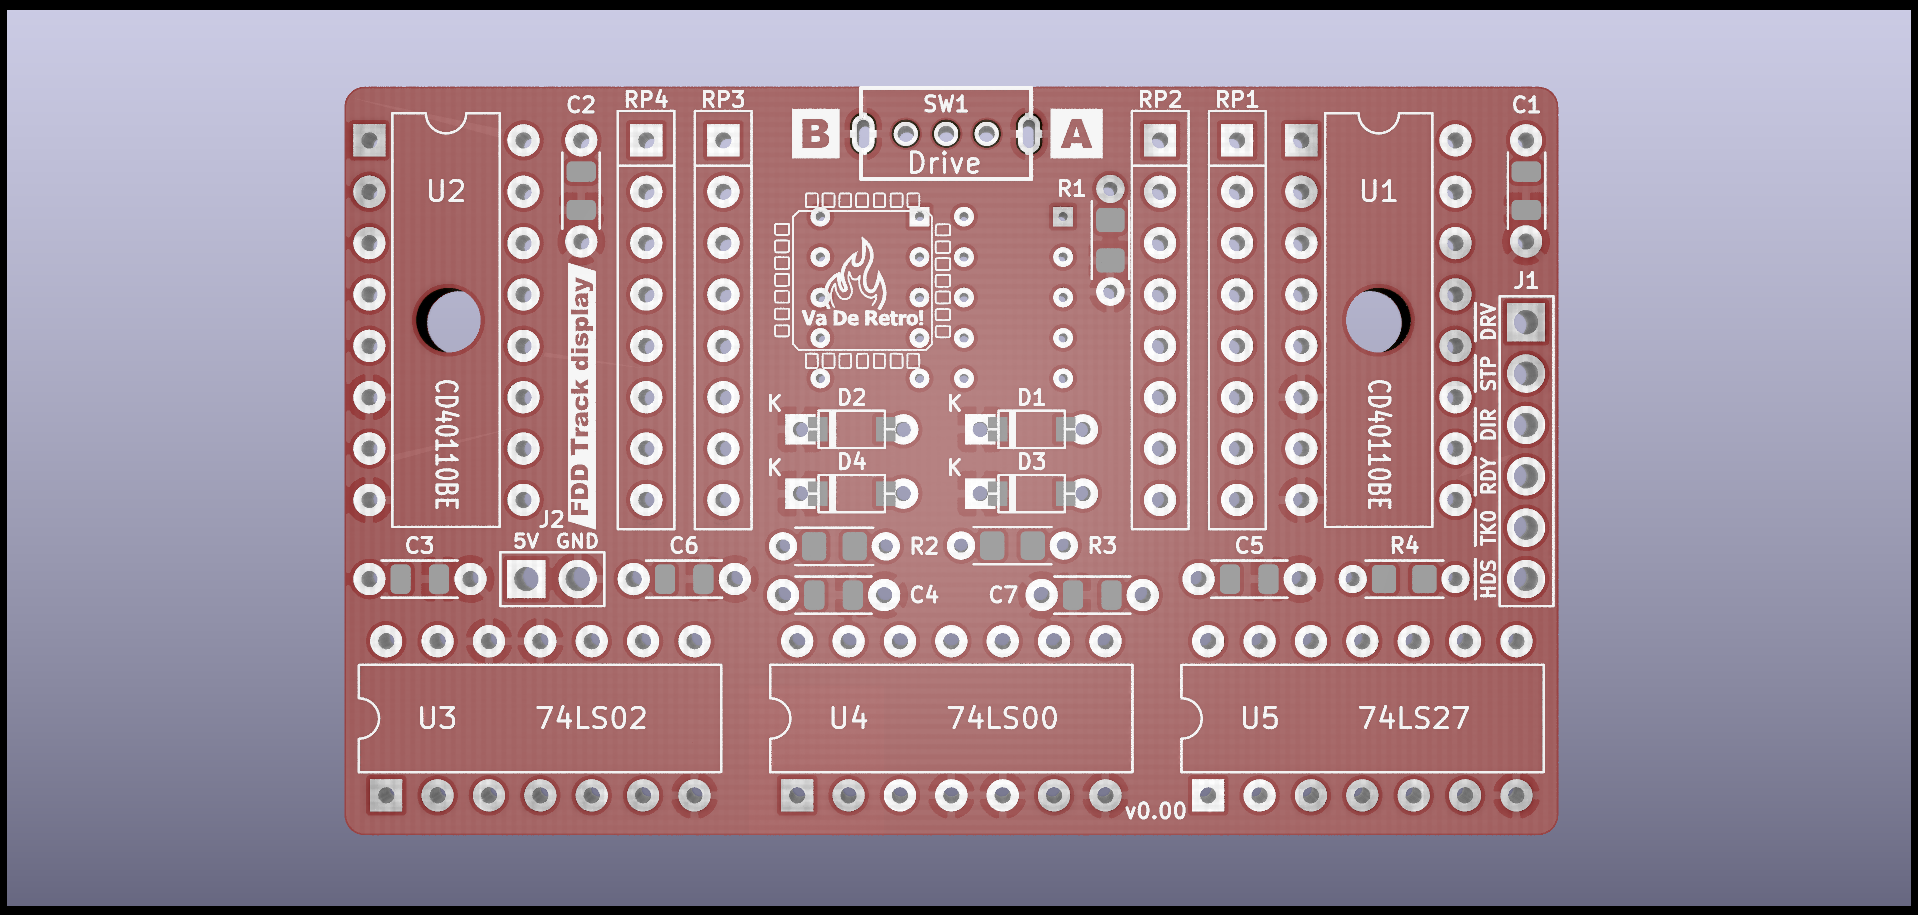 C2
RP4
RP3
SW1
RP2
RP1
C1
B
A
Drive
U2
R1
U1
J1
Va De Retro!
FDD Track display
DRV
STP
DIR
RDY
TK0
HDS
CD40110BE
CD40110BE
K
D2
K
D1
K
D4
K
D3
J2
5V
GND
C3
C6
R2
R3
C5
R4
C4
C7
U3
74LS02
U4
74LS00
U5
74LS27
v0.00